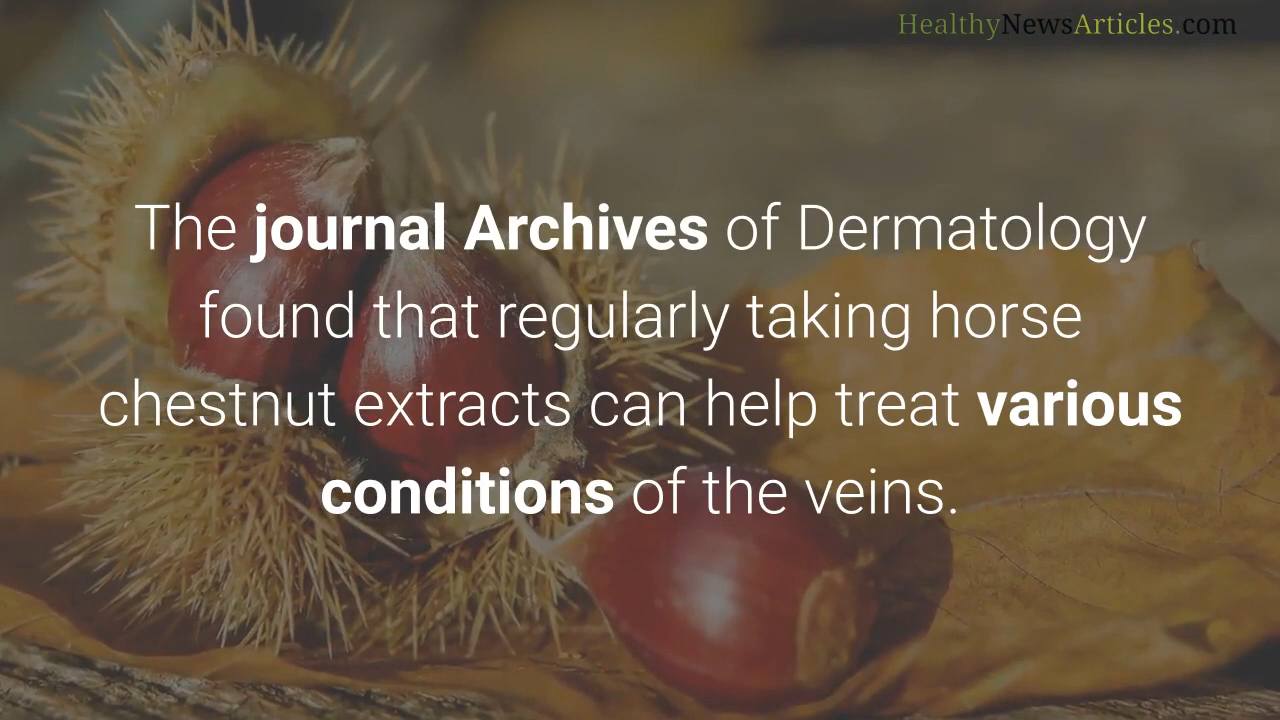 HealthyNewsArticles.com
The journal Archives of Dermatology
found that regularly taking horse
chestnut extracts can help treat various
conditions of the veins.